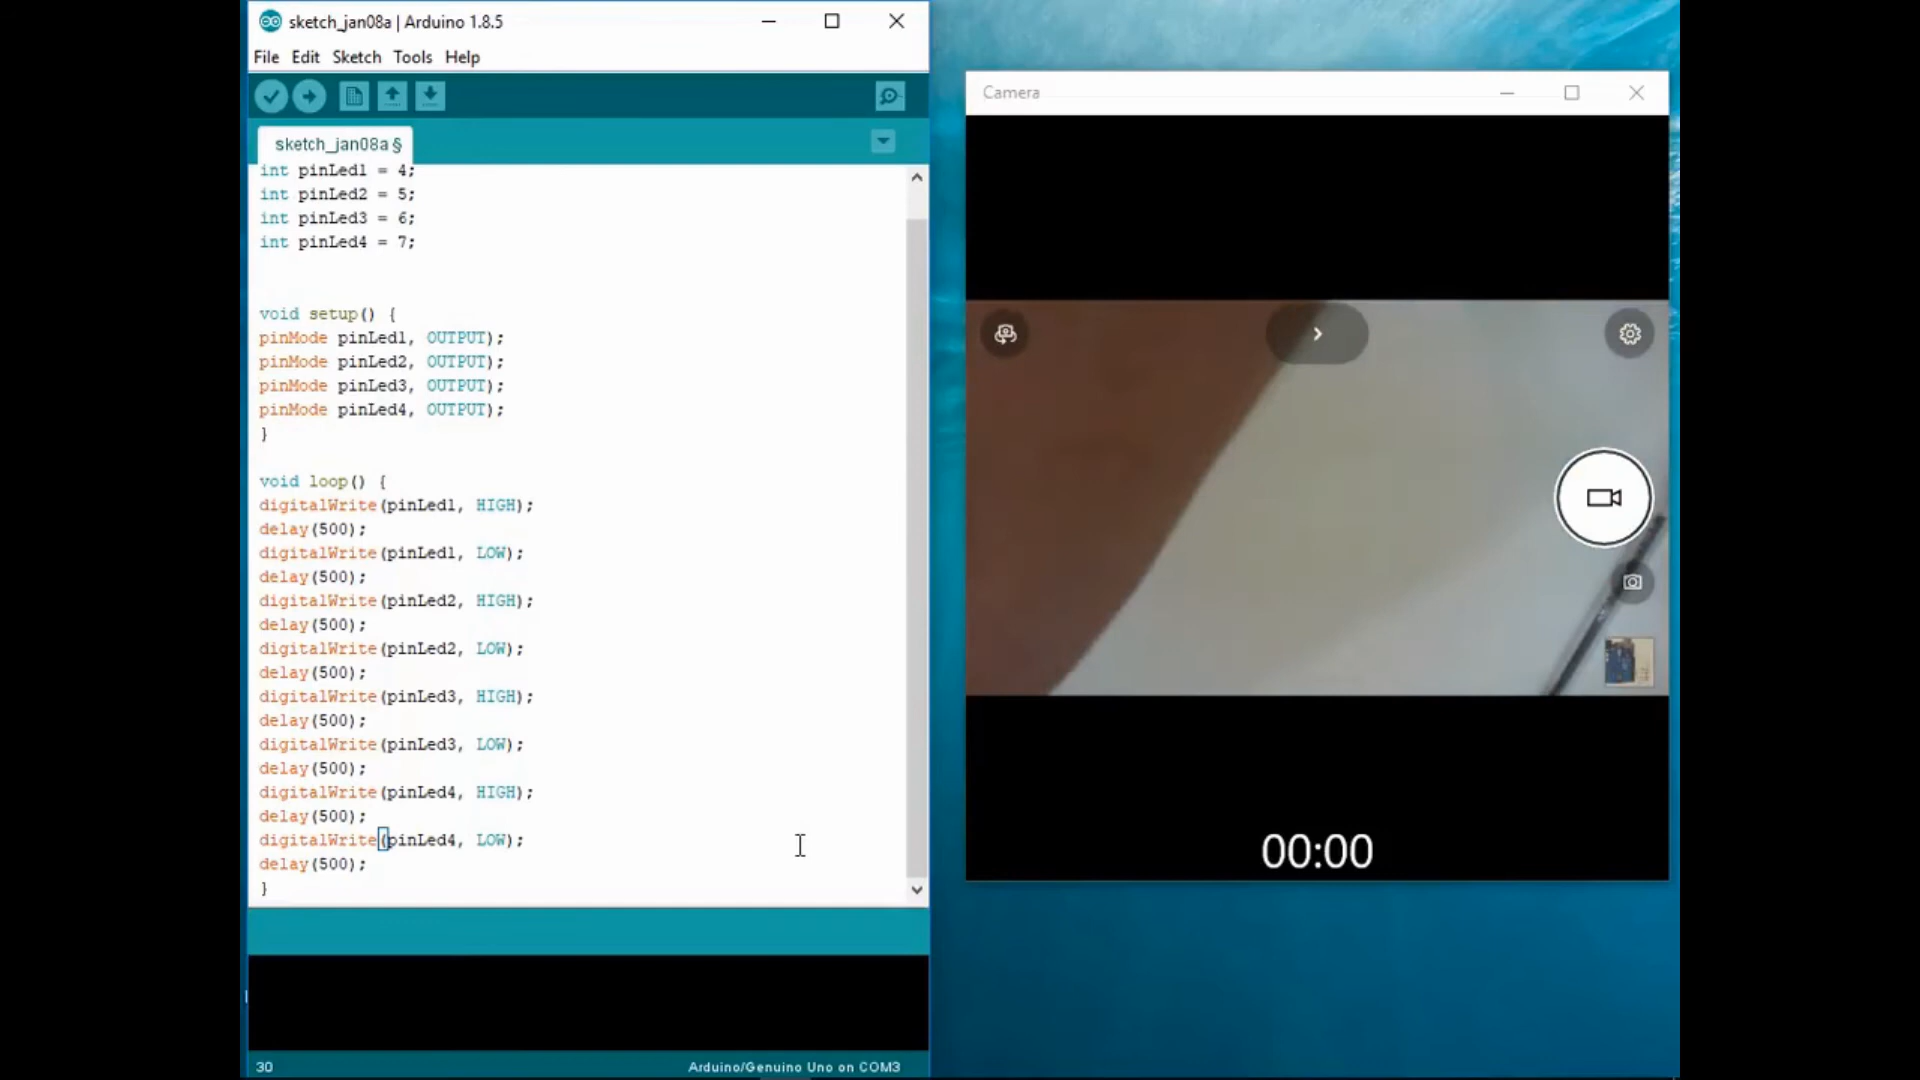 sketch_jan08a | Arduino 1.8.5
File Edit Sketch Tools Help
sketch_jan08a §
int pinLed1 = 4;
int pinLed2 = 5;
int pinLed3 = 6;
int pinLed4 = 7;
void setup() {
pinMode pinLed1, OUTPUT);
pinMode pinLed2, OUTPUT);
pinMode pinLed3, OUTPUT);
pinMode pinLed4, OUTPUT);
}
void loop() {
digitalWrite(pinLed1, HIGH);
delay(500);
digitalWrite(pinLed1, LOW);
delay(500);
digitalWrite(pinLed2, HIGH);
delay(500);
digitalWrite(pinLed2, LOW);
delay(500);
digitalWrite(pinLed3, HIGH);
delay(500);
digitalWrite(pinLed3, LOW);
delay(500);
digitalWrite(pinLed4, HIGH);
delay(500);
digitalWrite(pinLed4, LOW);
delay(500);
}
30 Arduino/Genuino Uno on COM3
Camera
00:00